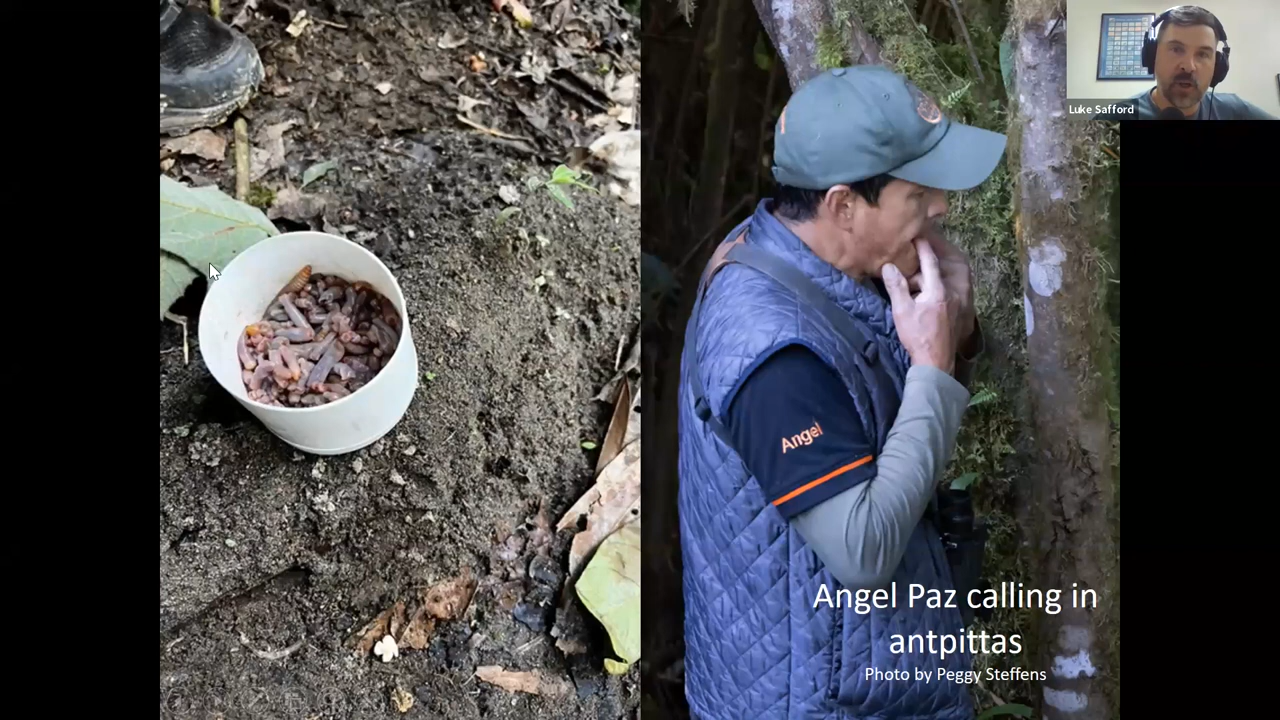 Luke Safford
Angel
Angel Paz calling in
antpittas
Photo by Peggy Steffens